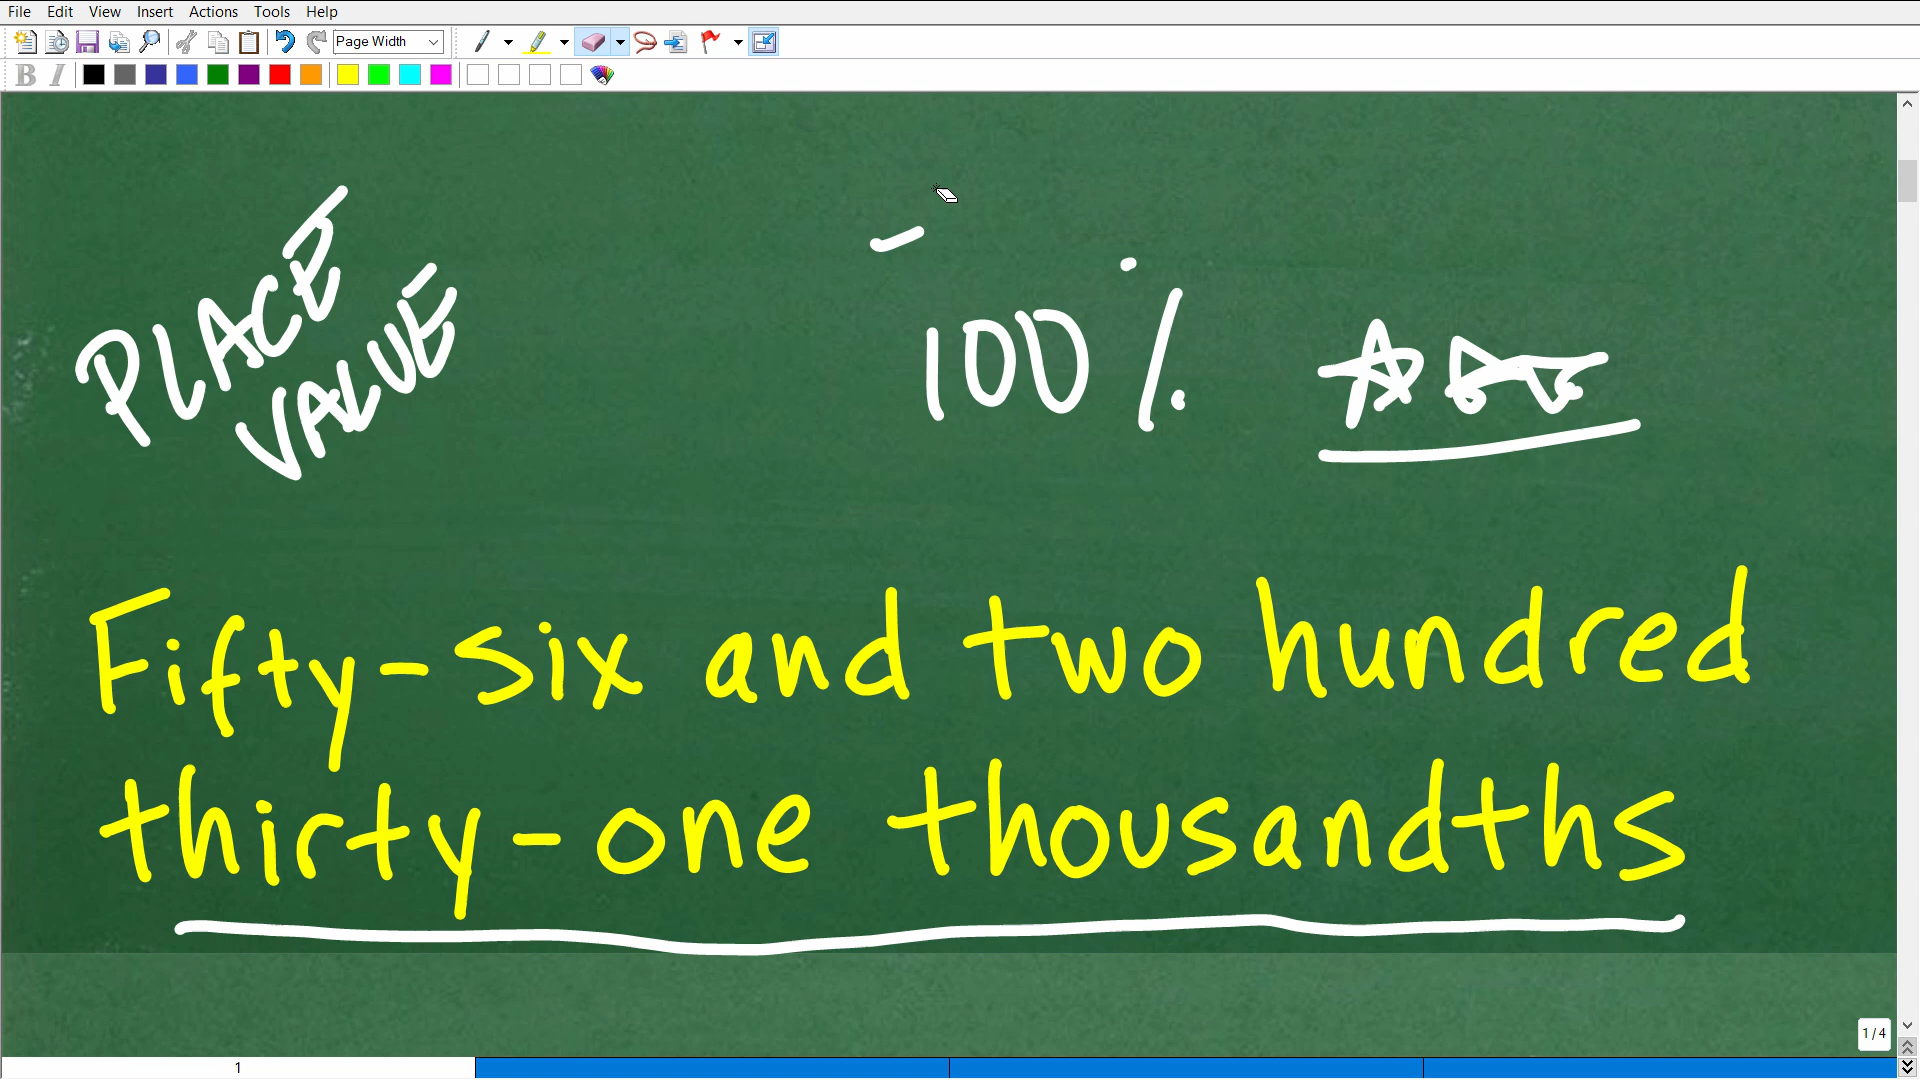 File Edit View Insert Actions Tools Help
Page Width
B I
PLACE
VALUE
100%
Fifty-six and two hundred
thirty-one thousandths
1 / 4
1